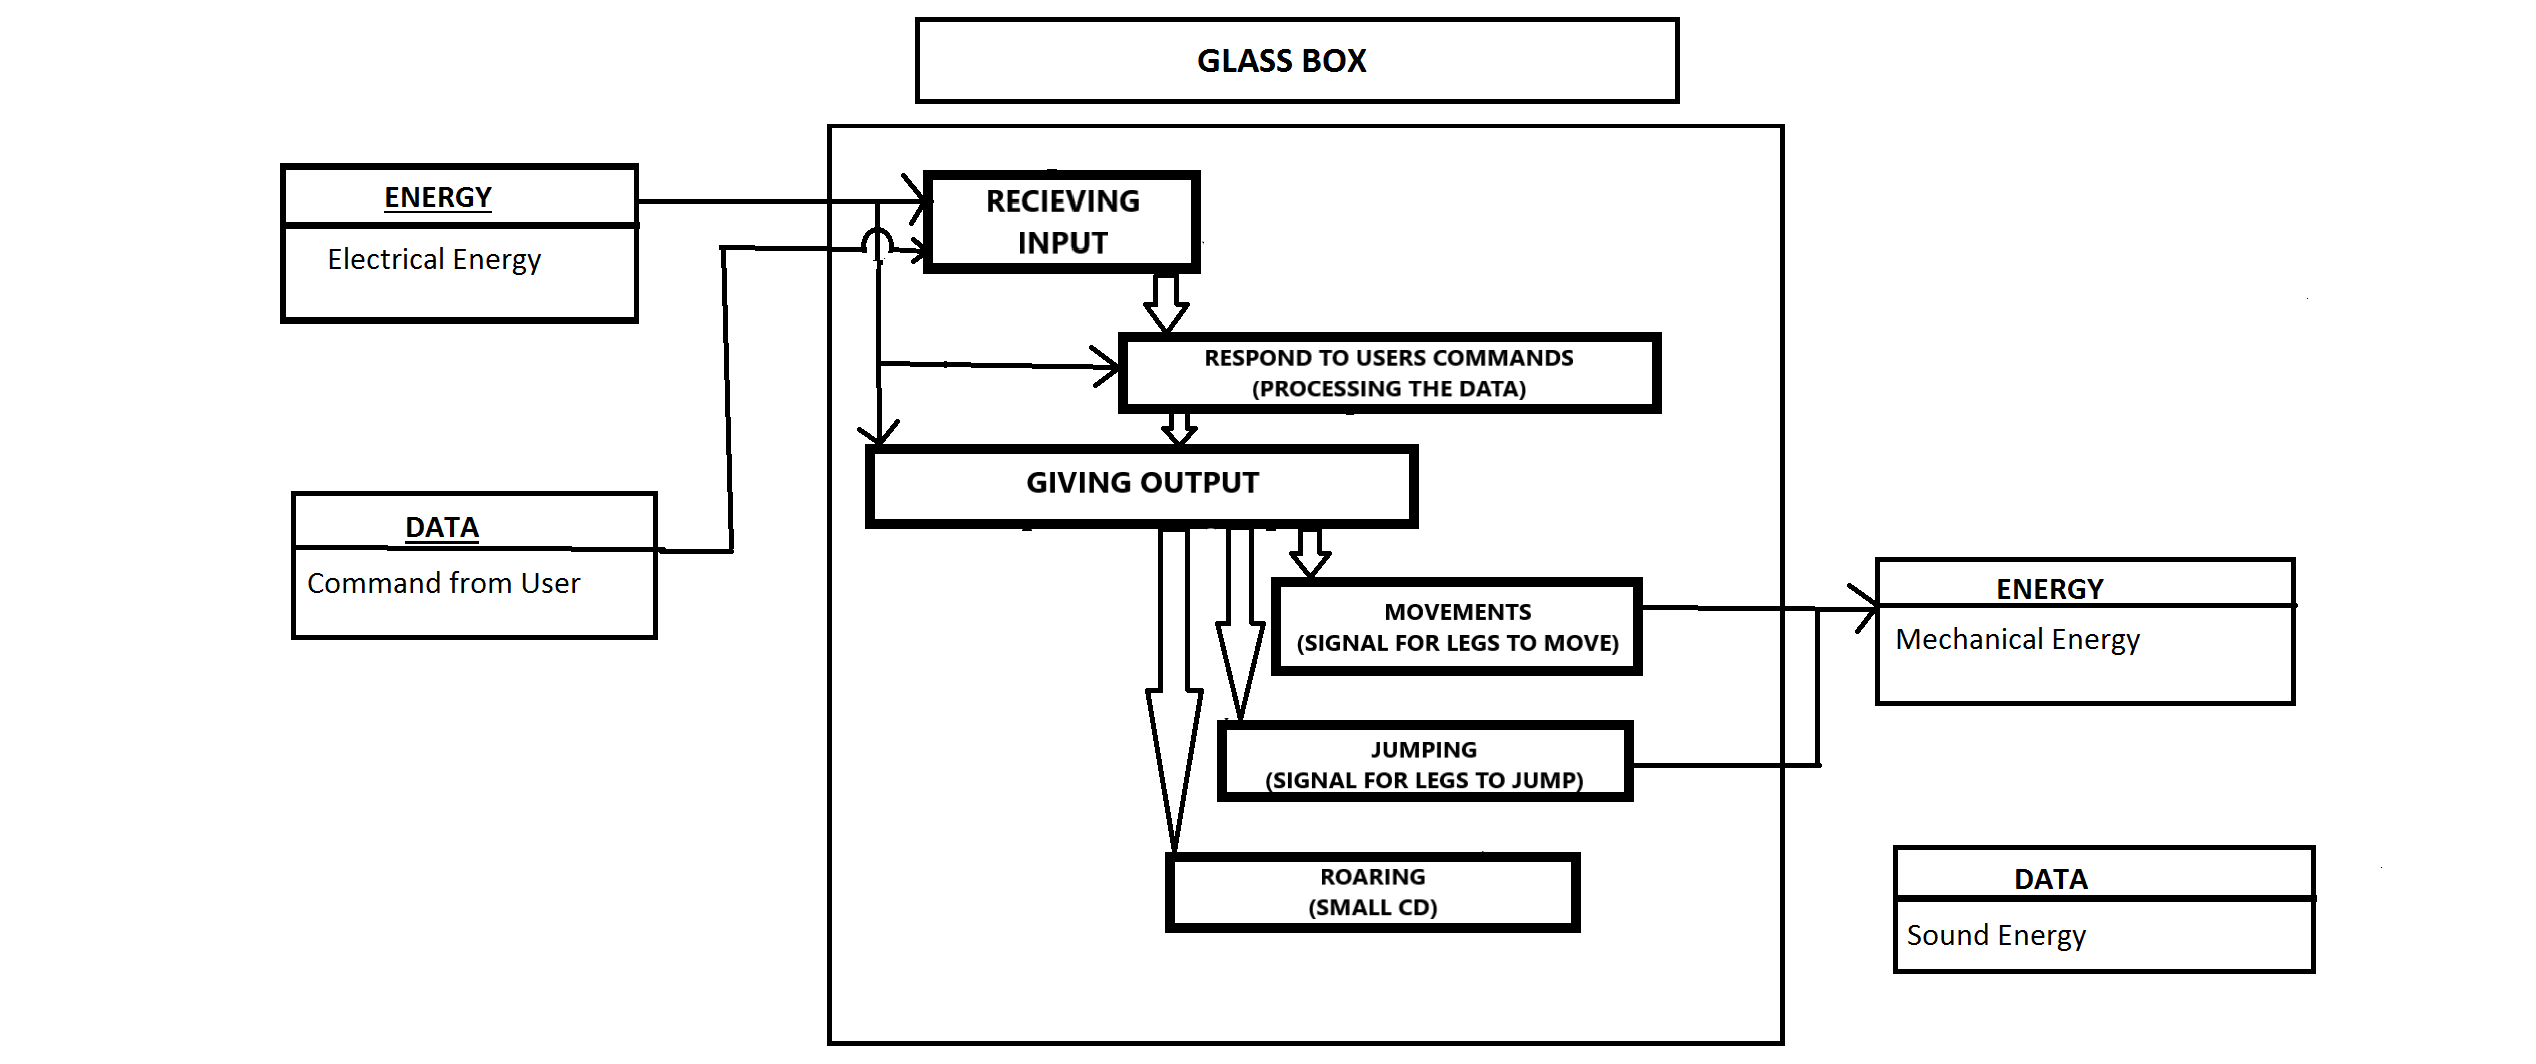 GLASS BOX
ENERGY
Electrical Energy
DATA
Command from User
RECIEVING
INPUT
RESPOND TO USERS COMMANDS
(PROCESSING THE DATA)
GIVING OUTPUT
MOVEMENTS
(SIGNAL FOR LEGS TO MOVE)
JUMPING
(SIGNAL FOR LEGS TO JUMP)
ROARING
(SMALL CD)
ENERGY
Mechanical Energy
DATA
Sound Energy